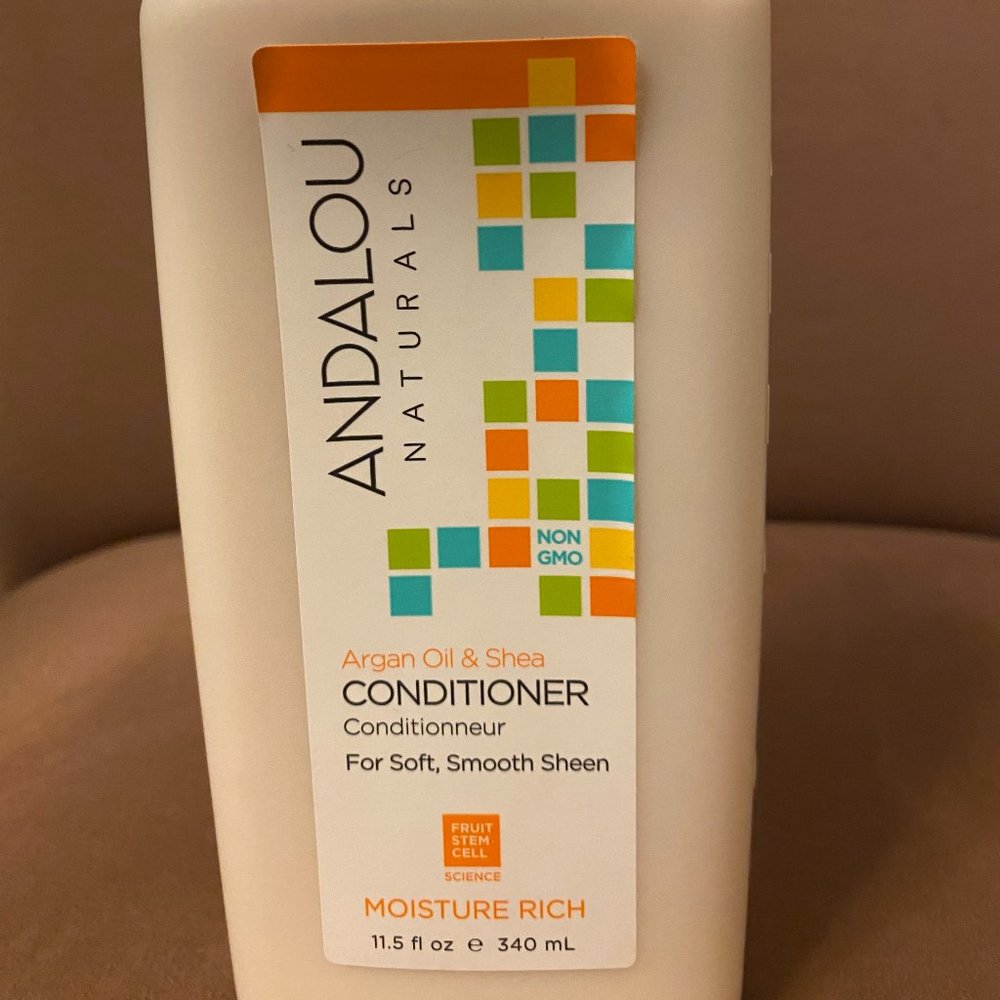 ANDALOU
NATURALS
NON
GMO
Argan Oil & Shea
CONDITIONER
Conditionneur
For Soft, Smooth Sheen
FRUIT
STEM
CELL
SCIENCE
MOISTURE RICH
11.5 fl oz ℮ 340 mL